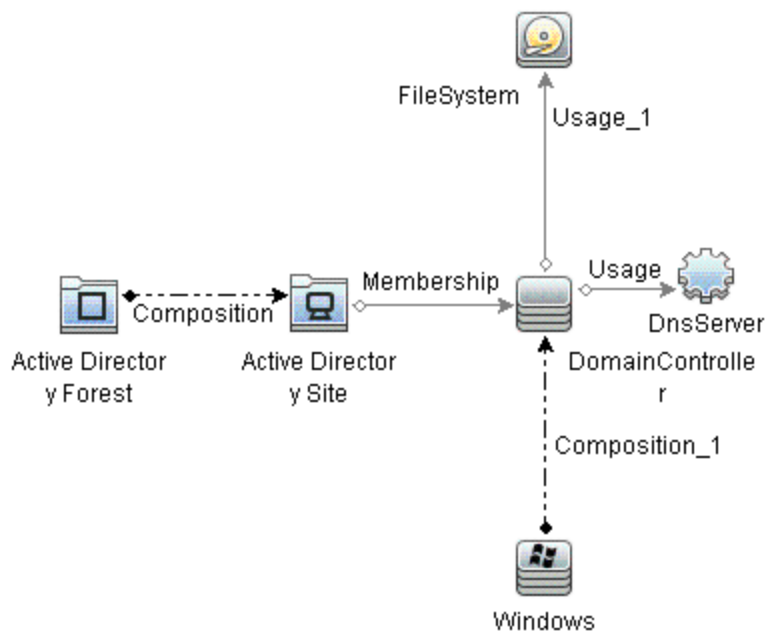 FileSystem
Usage_1
Membership
Usage
Composition
DnsServer
Active Director
y Forest
Active Director
y Site
DomainControlle
r
Composition_1
Windows